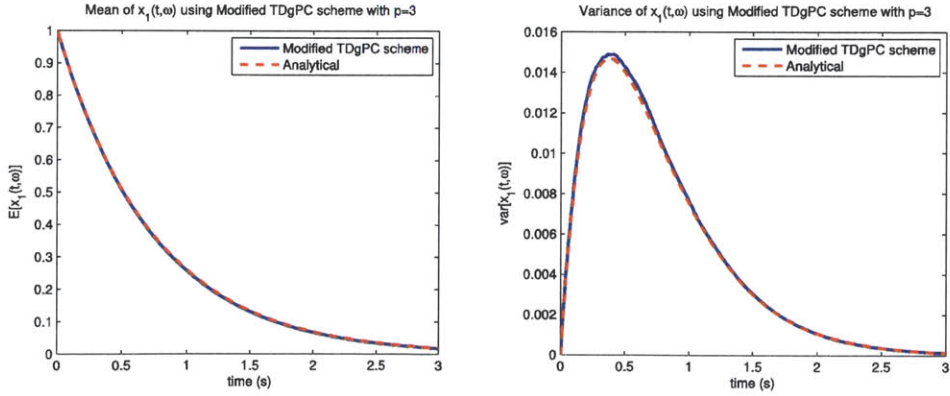 Mean of x₁(t,ω) using Modified TDgPC scheme with p=3
Modified TDgPC scheme
Analytical
E[x₁(t,ω)]
1
0.9
0.8
0.7
0.6
0.5
0.4
0.3
0.2
0.1
0
0 0.5 1 1.5 2 2.5 3
time (s)
Variance of x₁(t,ω) using Modified TDgPC scheme with p=3
Modified TDgPC scheme
Analytical
var[x₁(t,ω)]
0.016
0.014
0.012
0.01
0.008
0.006
0.004
0.002
0
0 0.5 1 1.5 2 2.5 3
time (s)